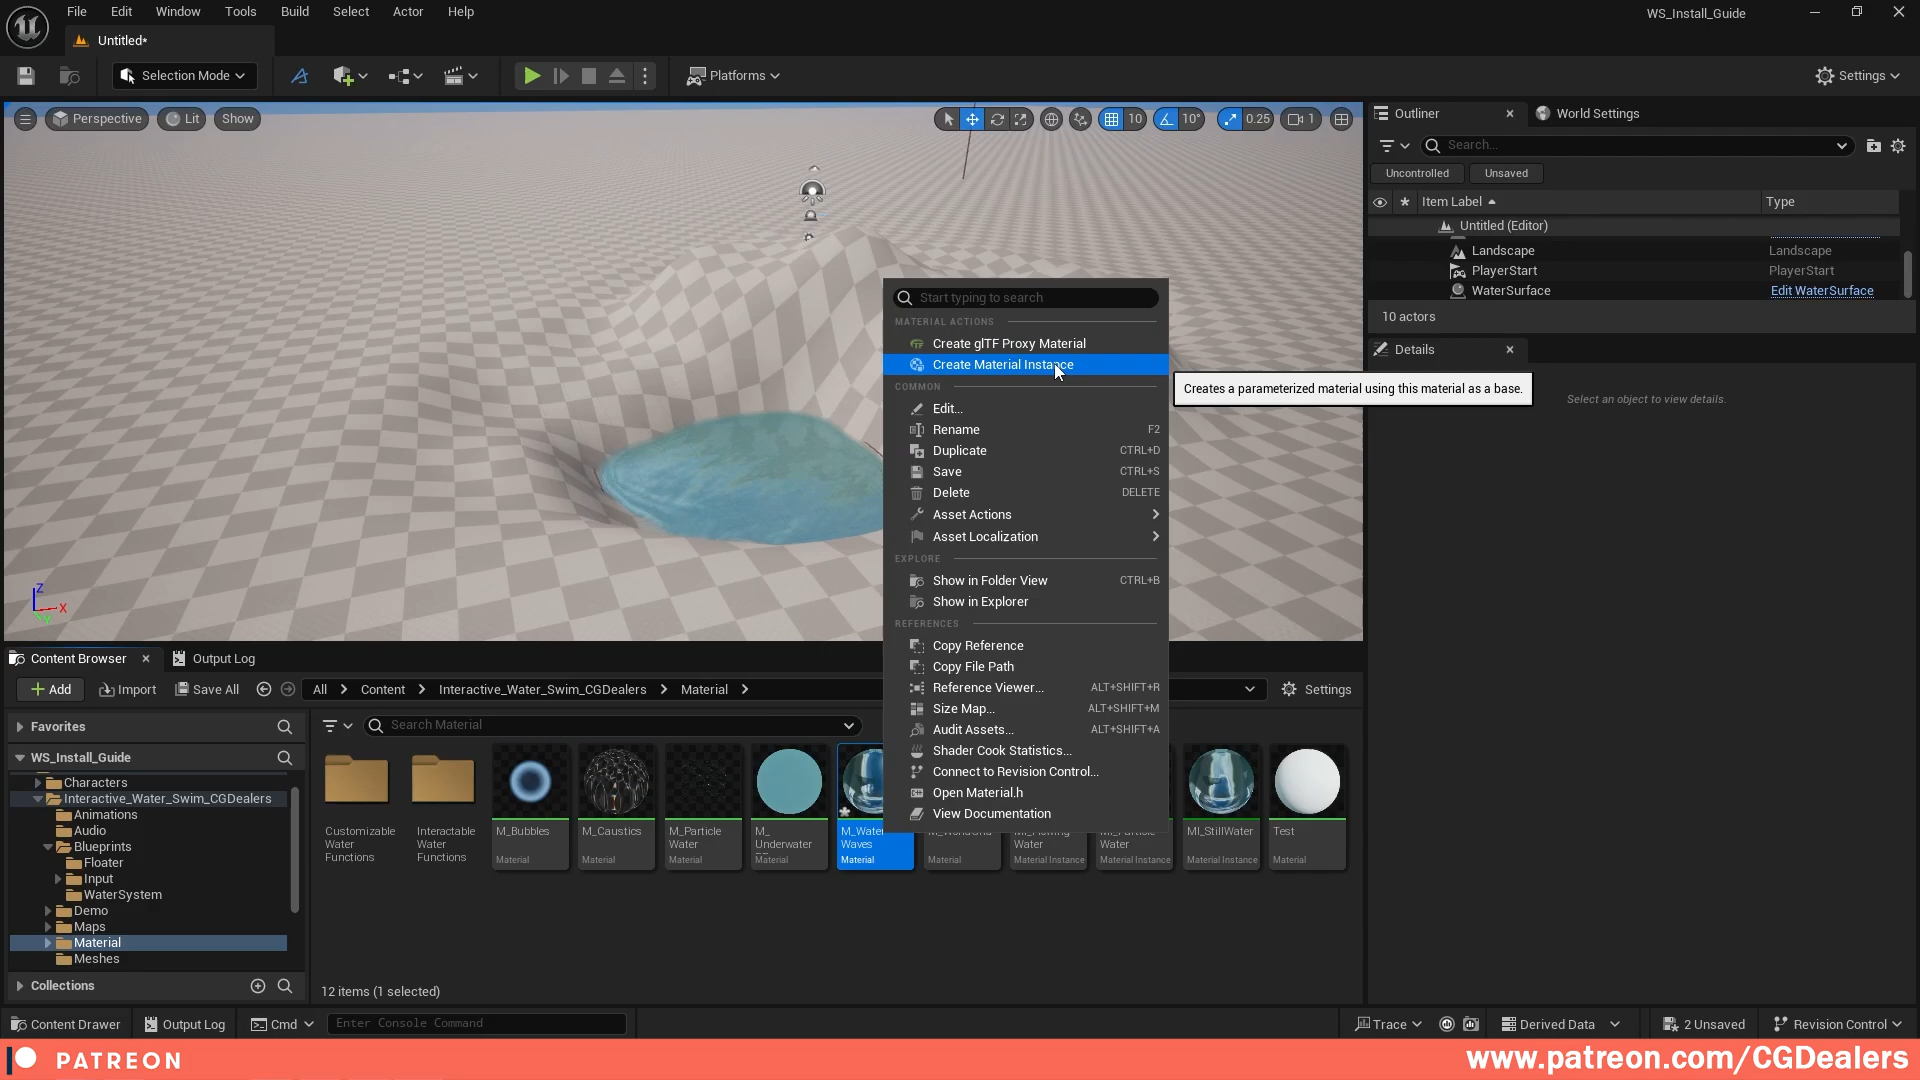 File Edit Window Tools Build Select Actor Help
WS_Install_Guide
Untitled*
Selection Mode
Platforms
Settings
Perspective Lit Show
10 10° 0.25 1
Outliner World Settings
Search...
Uncontrolled Unsaved
Item Label Type
Untitled (Editor)
Landscape Landscape
PlayerStart PlayerStart
WaterSurface Edit WaterSurface
10 actors
Details
Select an object to view details.
Start typing to search
MATERIAL ACTIONS
Create glTF Proxy Material
Create Material Instance
Creates a parameterized material using this material as a base.
COMMON
Edit...
Rename F2
Duplicate CTRL+D
Save CTRL+S
Delete DELETE
Asset Actions
Asset Localization
EXPLORE
Show in Folder View CTRL+B
Show in Explorer
REFERENCES
Copy Reference
Copy File Path
Reference Viewer... ALT+SHIFT+R
Size Map... ALT+SHIFT+M
Audit Assets... ALT+SHIFT+A
Shader Cook Statistics...
Connect to Revision Control...
Open Material.h
View Documentation
Z
X
Y
Content Browser Output Log
Add Import Save All All Content Interactive_Water_Swim_CGDealers Material Settings
Favorites
Search Material
WS_Install_Guide
Characters
Interactive_Water_Swim_CGDealers
Animations
Audio
Blueprints
Floater
Input
WaterSystem
Demo
Maps
Material
Meshes
Collections
Customizable Water Functions
Interactable Water Functions
M_Bubbles
Material
M_Caustics
Material
M_Particle Water
Material
M_ Underwater
Material
M_Water Waves
Material
Material
Water
Material Instance
Water
Material Instance
MI_StillWater
Material Instance
Test
Material
12 items (1 selected)
Content Drawer Output Log Cmd Enter Console Command Trace Derived Data 2 Unsaved Revision Control
PATREON
www.patreon.com/CGDealers